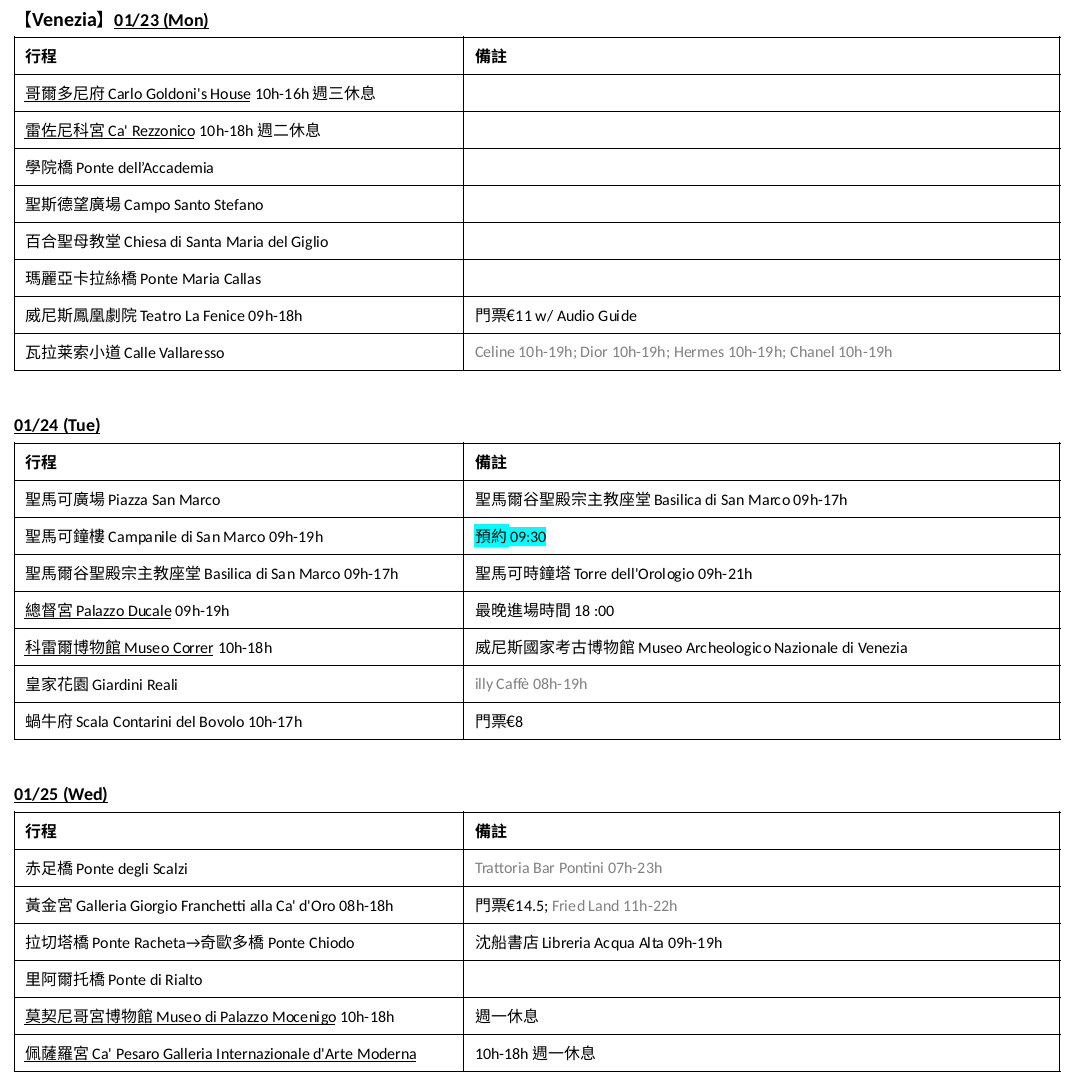 【Venezia】01/23 (Mon)
行程 備註
哥爾多尼府 Carlo Goldoni's House 10h-16h 週三休息
雷佐尼科宮 Ca' Rezzonico 10h-18h 週二休息
學院橋 Ponte dell’Accademia
聖斯德望廣場 Campo Santo Stefano
百合聖母教堂 Chiesa di Santa Maria del Giglio
瑪麗亞卡拉絲橋 Ponte Maria Callas
威尼斯鳳凰劇院 Teatro La Fenice 09h-18h 門票€11 w/ Audio Guide
瓦拉萊索小道 Calle Vallaresso Celine 10h-19h; Dior 10h-19h; Hermes 10h-19h; Chanel 10h-19h
01/24 (Tue)
行程 備註
聖馬可廣場 Piazza San Marco 聖馬爾谷聖殿宗主教座堂 Basilica di San Marco 09h-17h
聖馬可鐘樓 Campanile di San Marco 09h-19h 預約 09:30
聖馬爾谷聖殿宗主教座堂 Basilica di San Marco 09h-17h 聖馬可時鐘塔 Torre dell'Orologio 09h-21h
總督宮 Palazzo Ducale 09h-19h 最晚進場時間 18 :00
科雷爾博物館 Museo Correr 10h-18h 威尼斯國家考古博物館 Museo Archeologico Nazionale di Venezia
皇家花園 Giardini Reali illy Caffè 08h-19h
蝸牛府 Scala Contarini del Bovolo 10h-17h 門票€8
01/25 (Wed)
行程 備註
赤足橋 Ponte degli Scalzi Trattoria Bar Pontini 07h-23h
黃金宮 Galleria Giorgio Franchetti alla Ca' d'Oro 08h-18h 門票€14.5; Fried Land 11h-22h
拉切塔橋 Ponte Racheta→奇歐多橋 Ponte Chiodo 沈船書店 Libreria Acqua Alta 09h-19h
里阿爾托橋 Ponte di Rialto
莫契尼哥宮博物館 Museo di Palazzo Mocenigo 10h-18h 週一休息
佩薩羅宮 Ca' Pesaro Galleria Internazionale d'Arte Moderna 10h-18h 週一休息